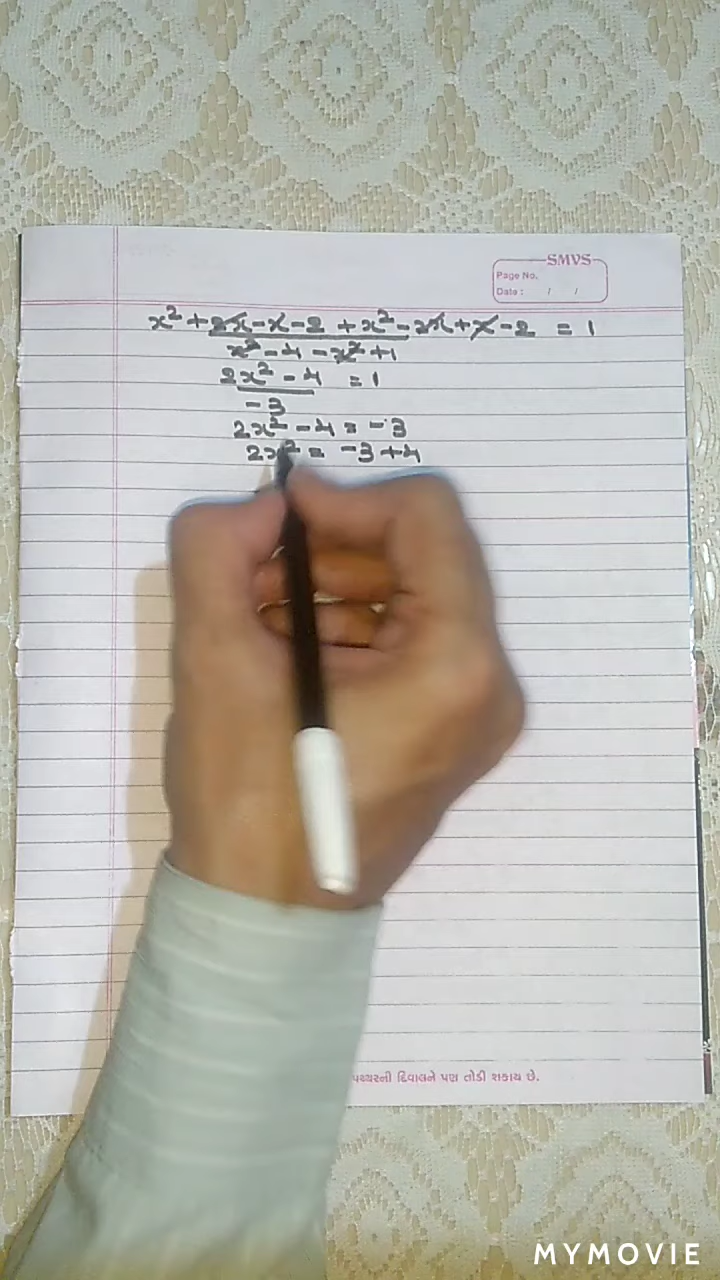 SMVS
Page No.
Date : / /
x² + 2x - x - 2 + x² - 2x + x - 2 = 1
x² - 4 - x² + 1
2x² - 4 = 1
-3
2x² - 4 = -3
2x² = -3 + 4
પથ્થરની દિવાલને પણ તોડી શકાય છે.
MYMOVIE